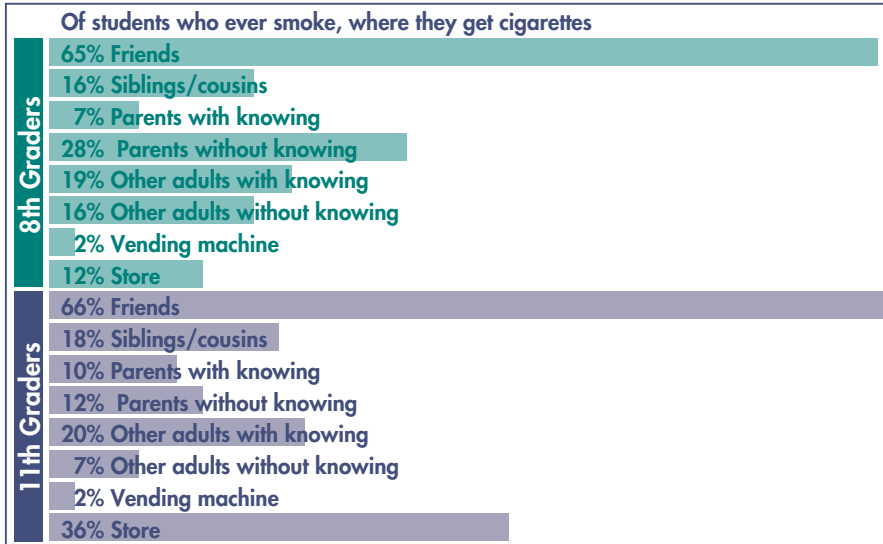 Of students who ever smoke, where they get cigarettes
8th Graders
65% Friends
16% Siblings/cousins
7% Parents with knowing
28% Parents without knowing
19% Other adults with knowing
16% Other adults without knowing
2% Vending machine
12% Store
11th Graders
66% Friends
18% Siblings/cousins
10% Parents with knowing
12% Parents without knowing
20% Other adults with knowing
7% Other adults without knowing
2% Vending machine
36% Store